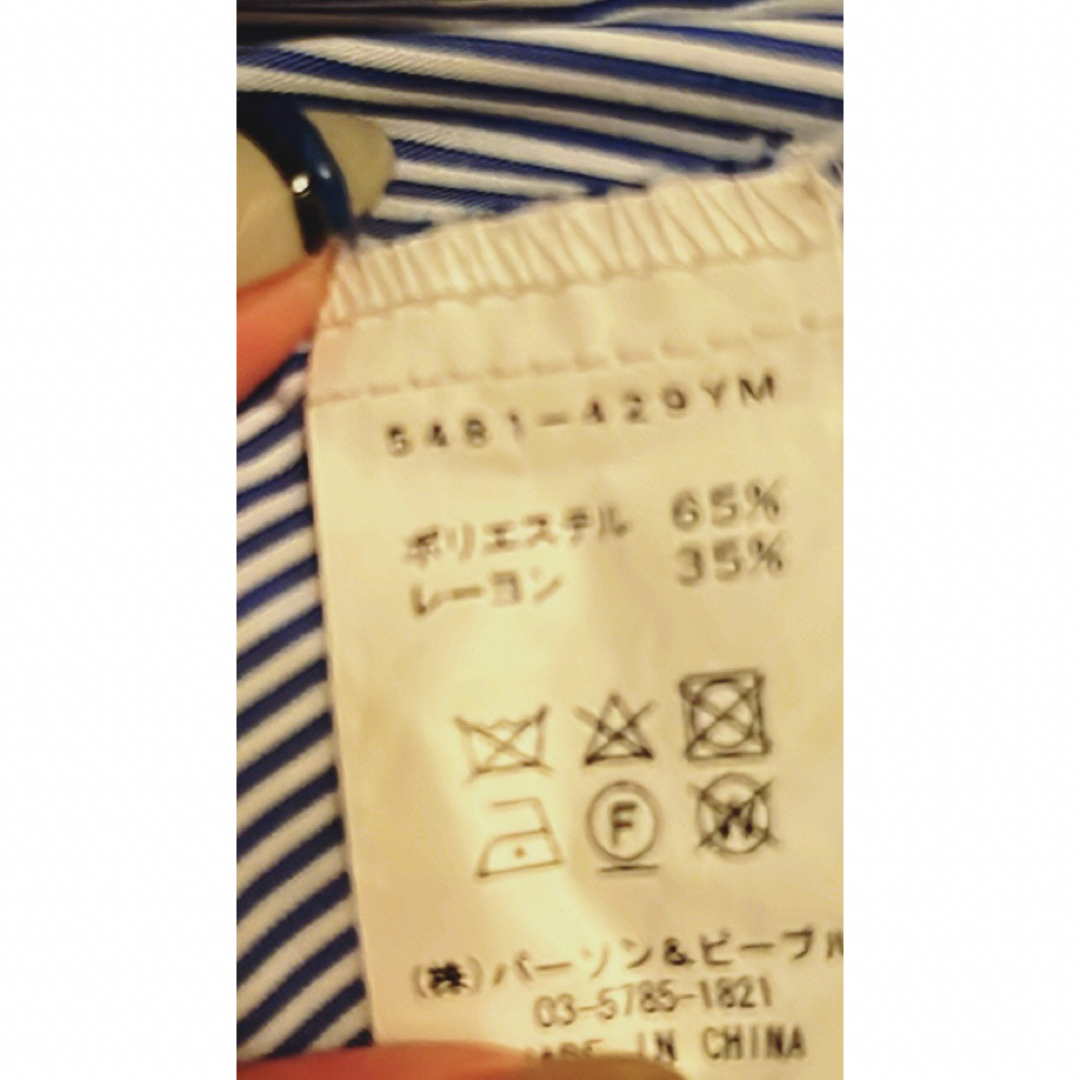 5481-429YM
ポリエステル 65%
レーヨン 35%
F
W
(株)パーソン&ピープル
03-5785-1821
MADE IN CHINA